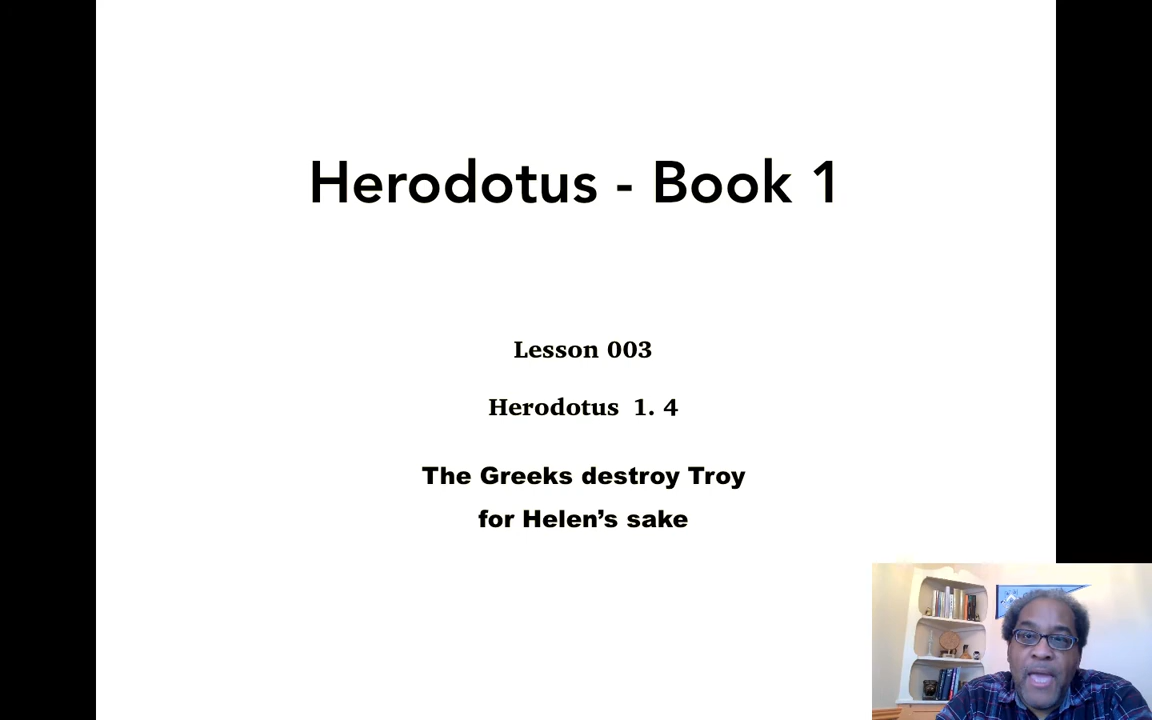 Herodotus - Book 1
Lesson 003
Herodotus 1. 4
The Greeks destroy Troy
for Helen’s sake